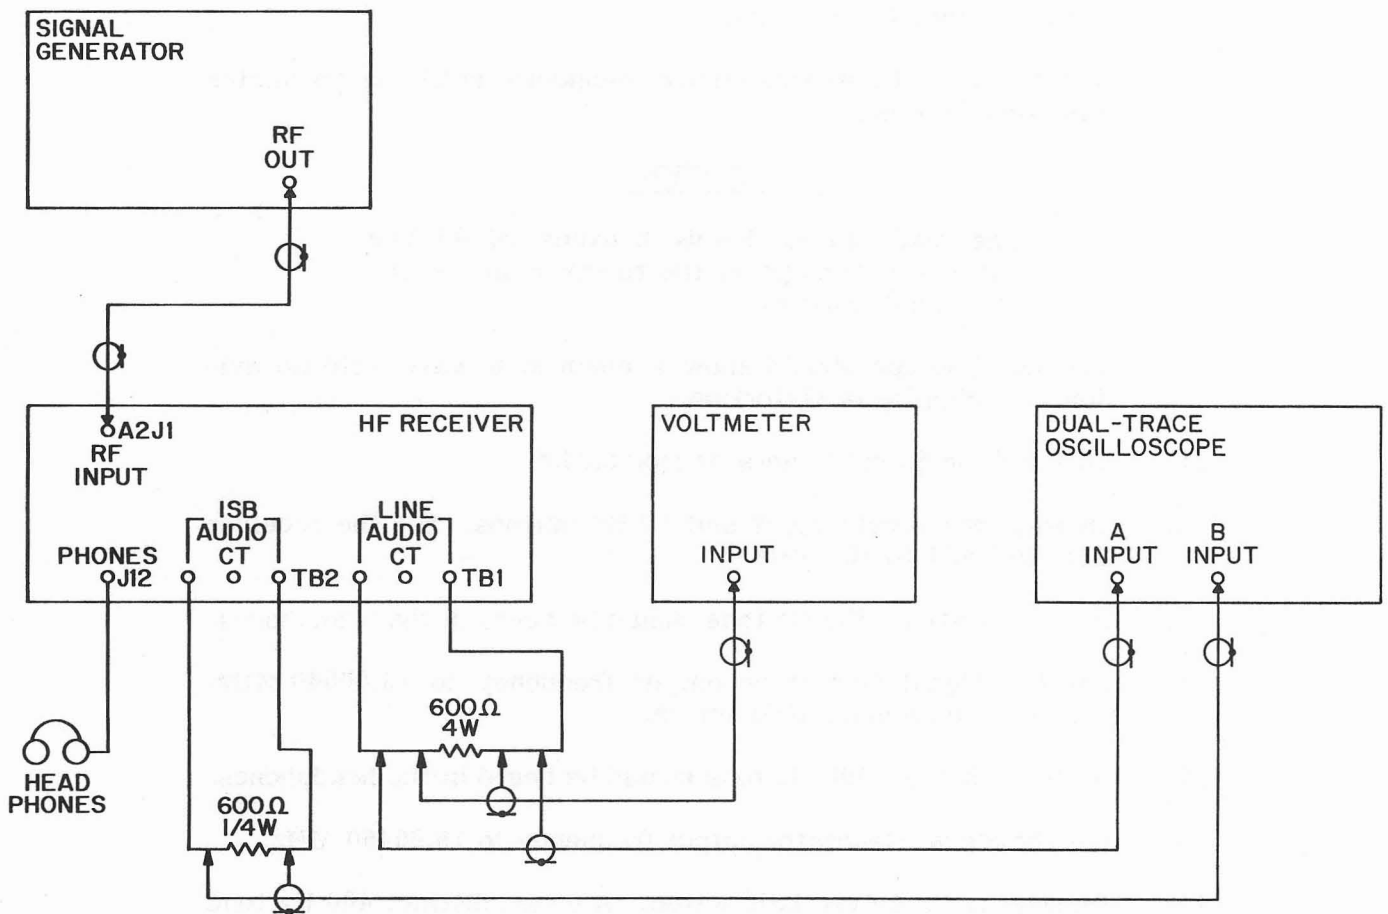 SIGNAL
GENERATOR
RF
OUT
A2J1
RF
INPUT
HF RECEIVER
ISB
AUDIO
CT
LINE
AUDIO
CT
PHONES
J12
TB2
TB1
VOLTMETER
INPUT
DUAL-TRACE
OSCILLOSCOPE
A
INPUT
B
INPUT
600Ω
4W
HEAD
PHONES
600Ω
1/4W